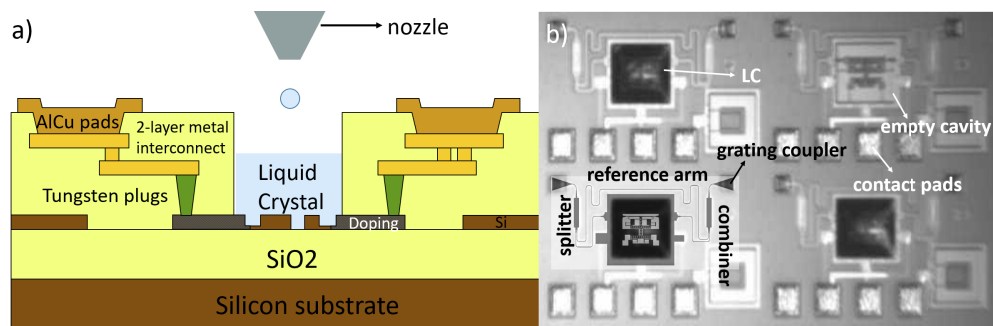 a)
nozzle
AlCu pads
2-layer metal
interconnect
Tungsten plugs
Liquid
Crystal
Doping
Si
SiO2
Silicon substrate
b)
LC
empty cavity
grating coupler
contact pads
reference arm
splitter
combiner